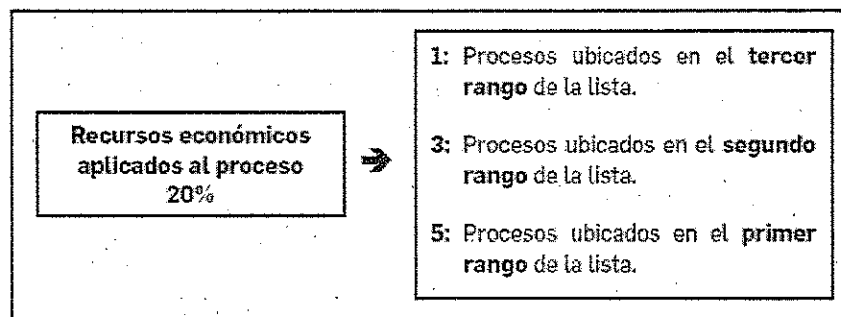 Recursos económicos
aplicados al proceso
20%
1: Procesos ubicados en el tercer
rango de la lista.
3: Procesos ubicados en el segundo
rango de la lista.
5: Procesos ubicados en el primer
rango de la lista.